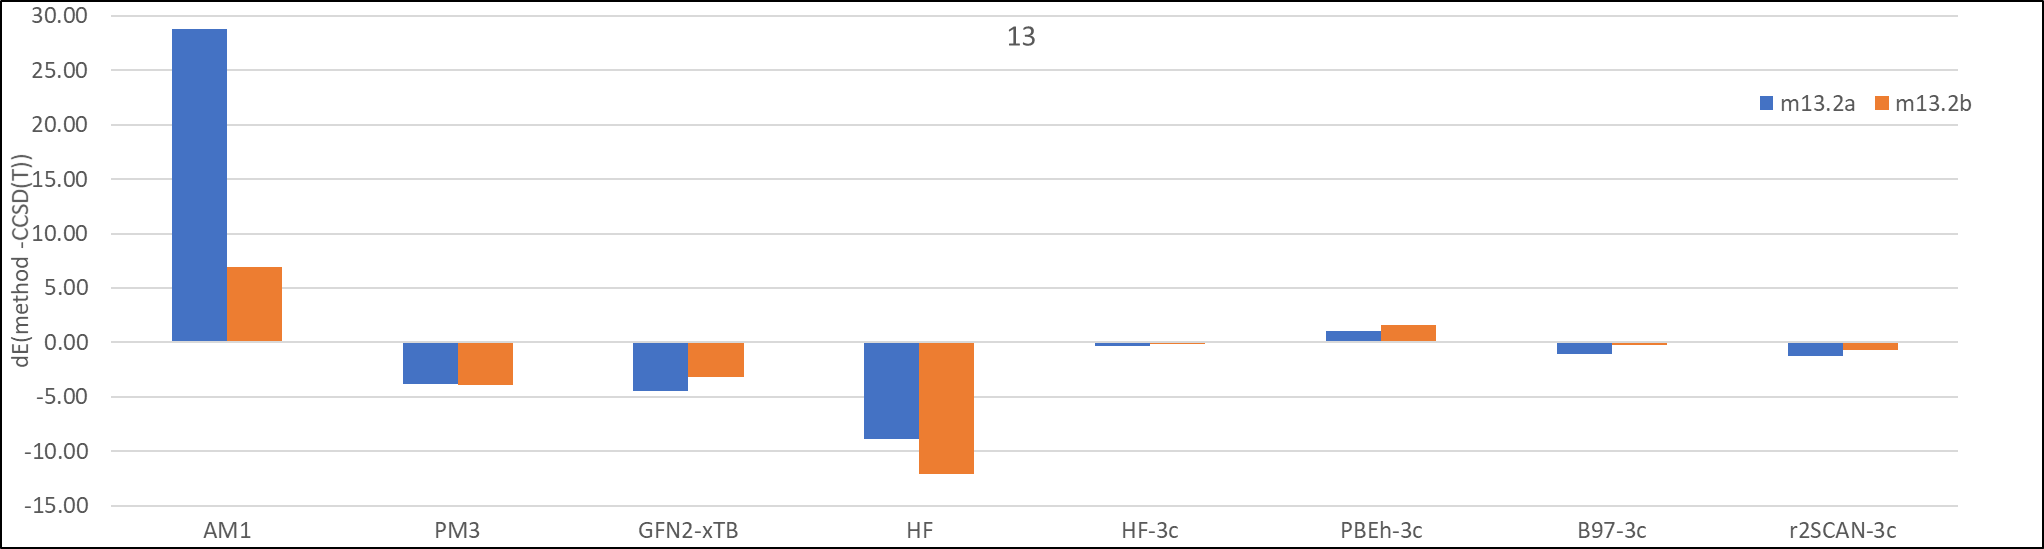 13
30.00
25.00
20.00
15.00
10.00
5.00
0.00
-5.00
-10.00
-15.00
dE(method -CCSD(T))
m13.2a
m13.2b
AM1
PM3
GFN2-xTB
HF
HF-3c
PBEh-3c
B97-3c
r2SCAN-3c